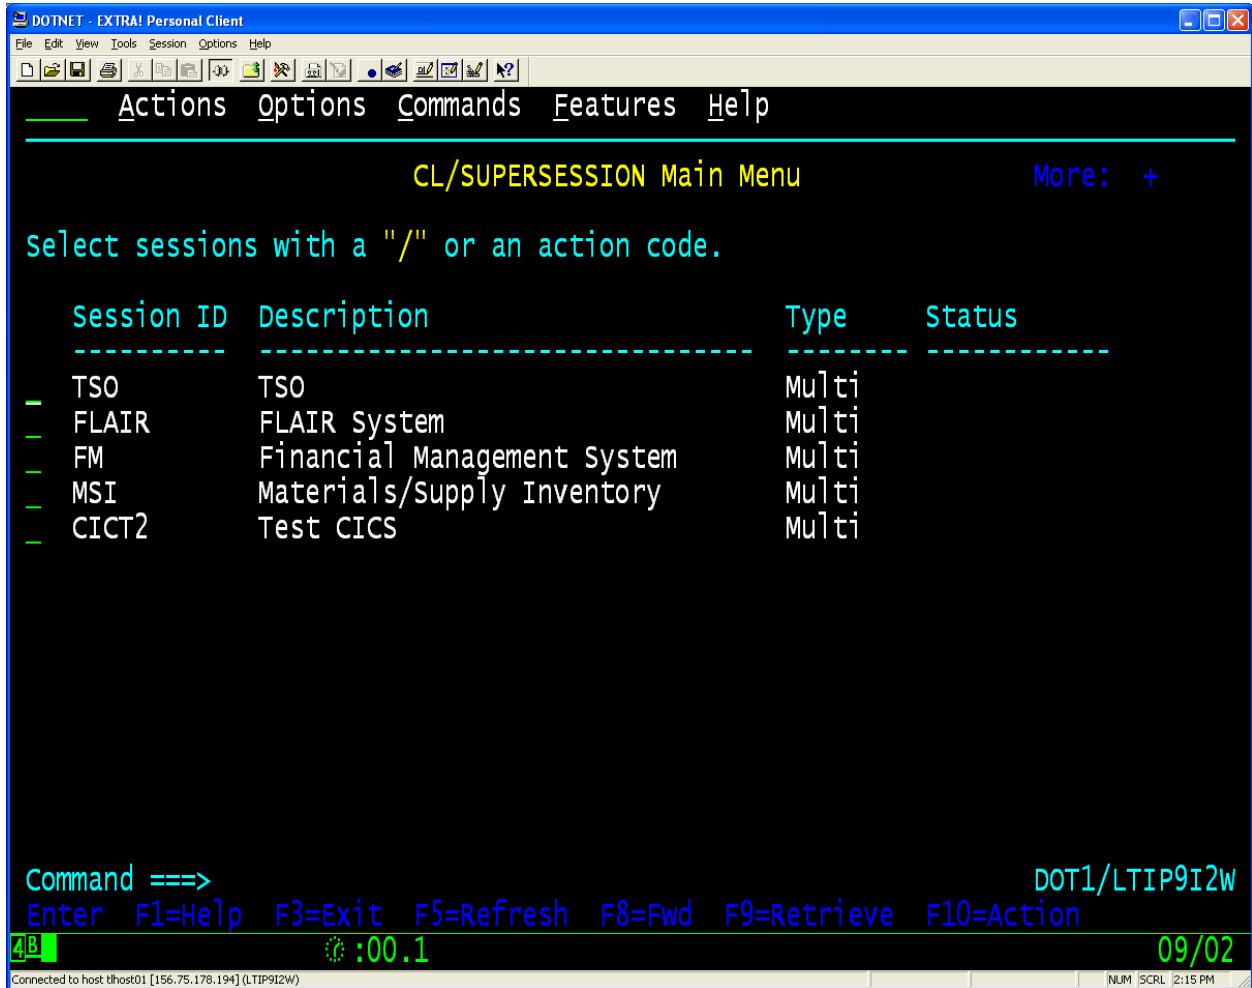 DOTNET - EXTRA! Personal Client
File Edit View Tools Session Options Help
____ Actions Options Commands Features Help
CL/SUPERSESSION Main Menu More: +
Select sessions with a "/" or an action code.
Session ID Description Type Status
---------- -------------------------------- -------- ------------
_ TSO TSO Multi
_ FLAIR FLAIR System Multi
_ FM Financial Management System Multi
_ MSI Materials/Supply Inventory Multi
_ CICT2 Test CICS Multi
Command ===> DOT1/LTIP9I2W
Enter F1=Help F3=Exit F5=Refresh F8=Fwd F9=Retrieve F10=Action
4B :00.1 09/02
Connected to host tlhost01 [156.75.178.194] (LTIP9I2W) NUM SCRL 2:15 PM